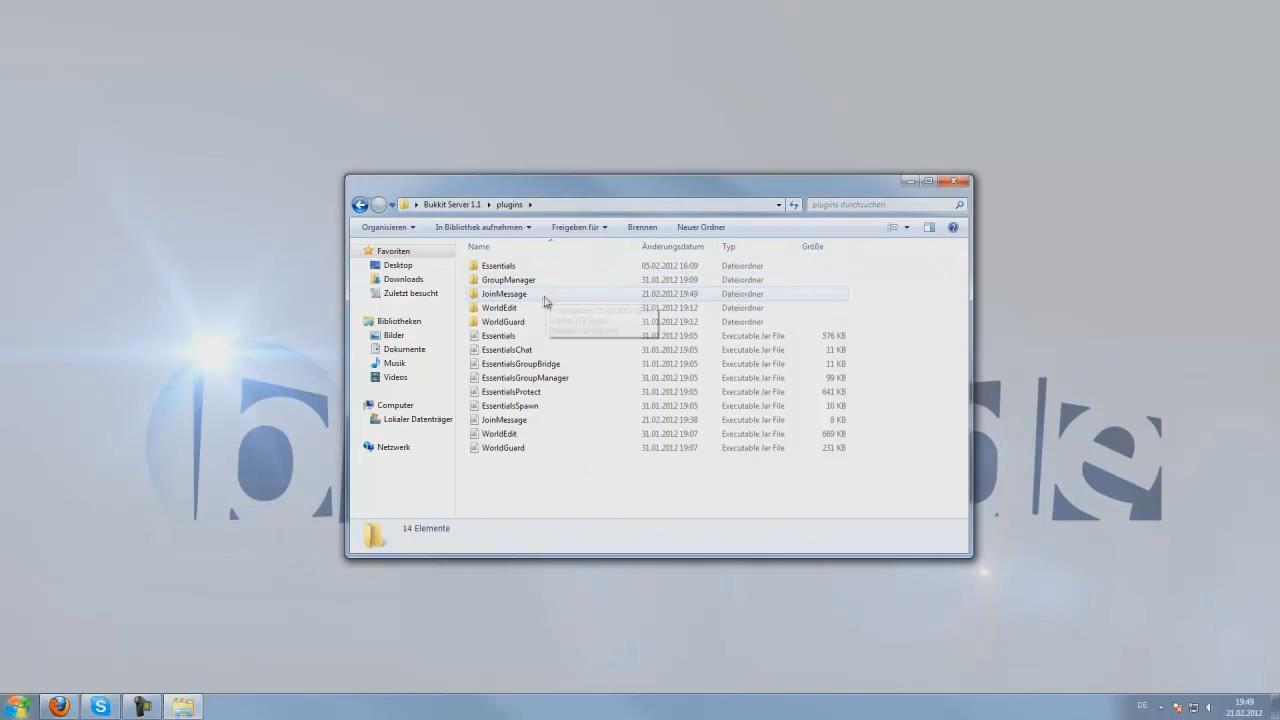 Bukkit Server 1.1 plugins plugins durchsuchen
Organisieren In Bibliothek aufnehmen Freigeben für Brennen Neuer Ordner
Name Änderungsdatum Typ Größe
Favoriten
Desktop
Downloads
Zuletzt besucht
Bibliotheken
Bilder
Dokumente
Musik
Videos
Computer
Lokaler Datenträger
Netzwerk
Essentials 05.02.2012 16:09 Dateiordner
GroupManager 31.01.2012 19:09 Dateiordner
JoinMessage 21.02.2012 19:49 Dateiordner
WorldEdit 31.01.2012 19:12 Dateiordner
WorldGuard 31.01.2012 19:12 Dateiordner
Essentials 31.01.2012 19:05 Executable Jar File 576 KB
EssentialsChat 31.01.2012 19:05 Executable Jar File 11 KB
EssentialsGroupBridge 31.01.2012 19:05 Executable Jar File 11 KB
EssentialsGroupManager 31.01.2012 19:05 Executable Jar File 99 KB
EssentialsProtect 31.01.2012 19:05 Executable Jar File 641 KB
EssentialsSpawn 31.01.2012 19:05 Executable Jar File 10 KB
JoinMessage 21.02.2012 19:38 Executable Jar File 8 KB
WorldEdit 31.01.2012 19:07 Executable Jar File 669 KB
WorldGuard 31.01.2012 19:07 Executable Jar File 231 KB
14 Elemente
DE
19:49
21.02.2012